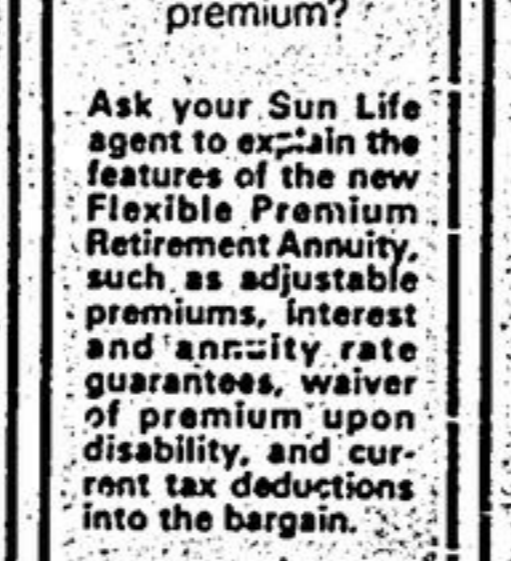 premium?
Ask your Sun Life
agent to explain the
features of the new
Flexible Premium
Retirement Annuity,
such as adjustable
premiums, interest
and annuity rate
guarantees, waiver
of premium upon
disability, and cur-
rent tax deductions
into the bargain.